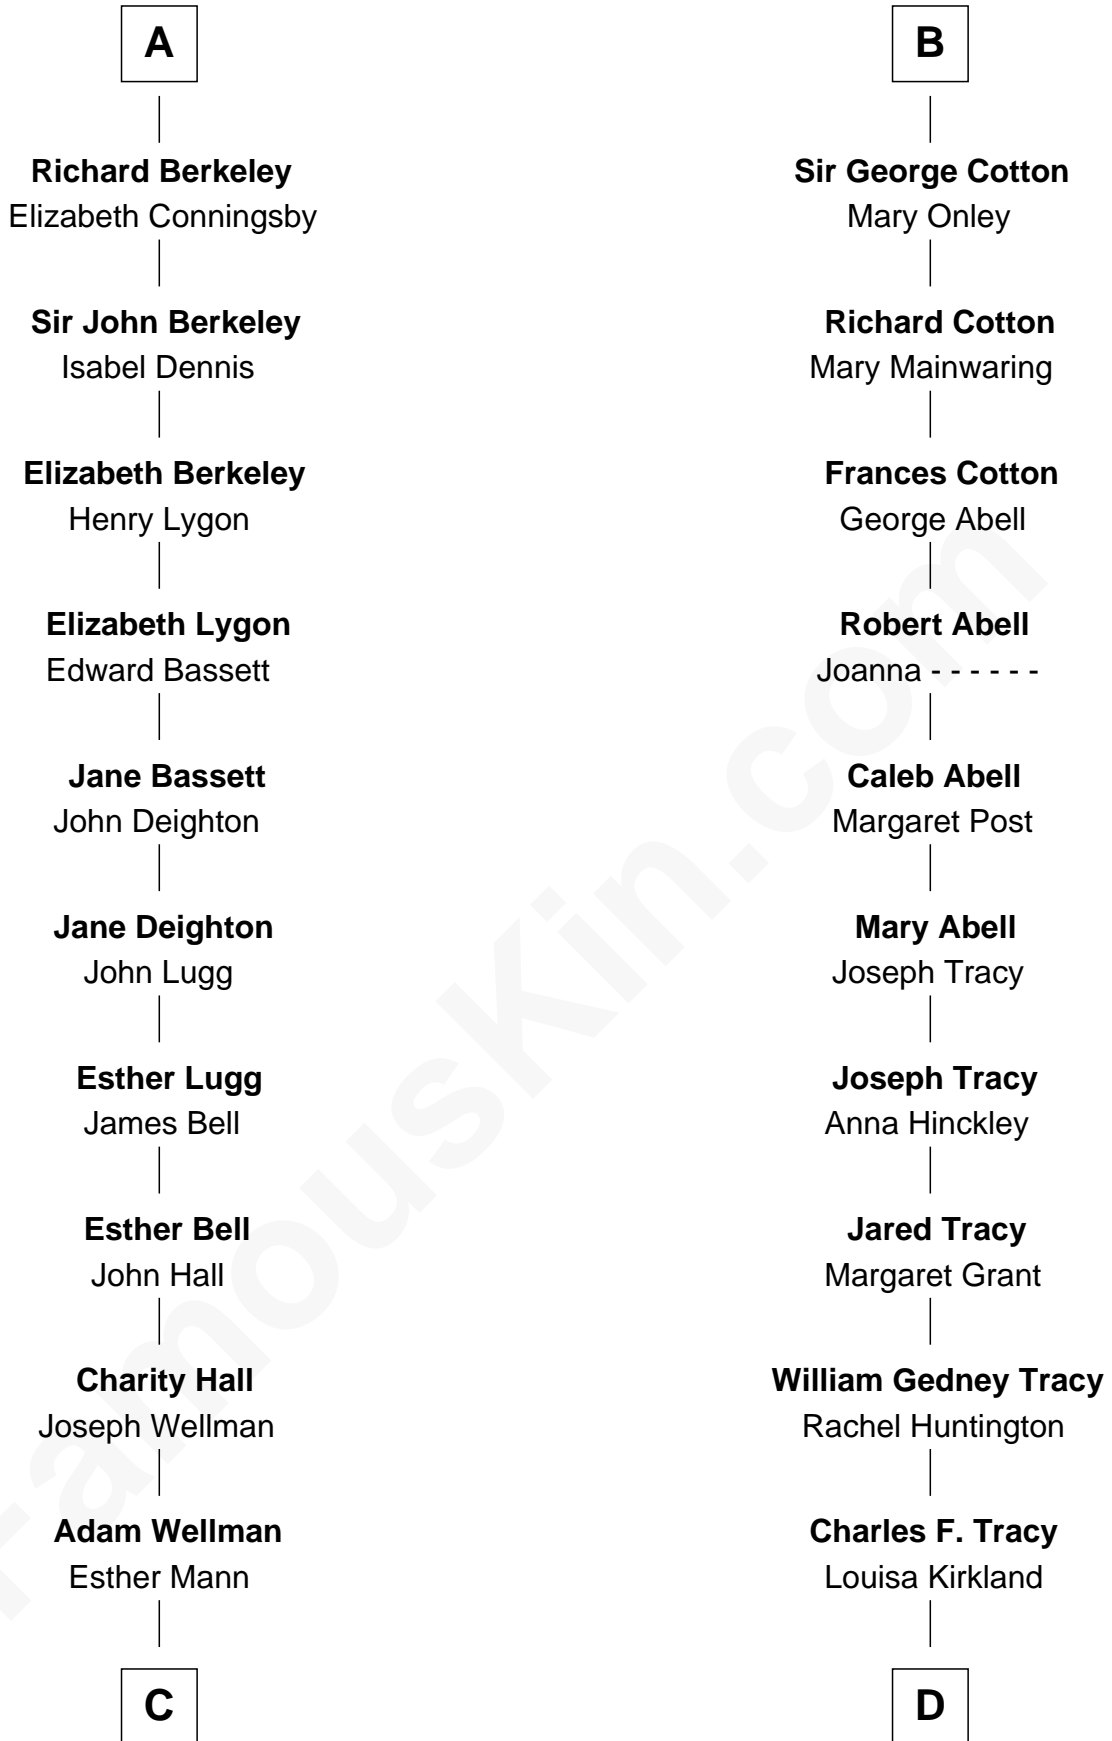 A
Richard Berkeley
Elizabeth Conningsby
Sir John Berkeley
Isabel Dennis
Elizabeth Berkeley
Henry Lygon
Elizabeth Lygon
Edward Bassett
Jane Bassett
John Deighton
Jane Deighton
John Lugg
Esther Lugg
James Bell
Esther Bell
John Hall
Charity Hall
Joseph Wellman
Adam Wellman
Esther Mann
C
B
Sir George Cotton
Mary Onley
Richard Cotton
Mary Mainwaring
Frances Cotton
George Abell
Robert Abell
Joanna - - - - - -
Caleb Abell
Margaret Post
Mary Abell
Joseph Tracy
Joseph Tracy
Anna Hinckley
Jared Tracy
Margaret Grant
William Gedney Tracy
Rachel Huntington
Charles F. Tracy
Louisa Kirkland
D
FamousKin.com